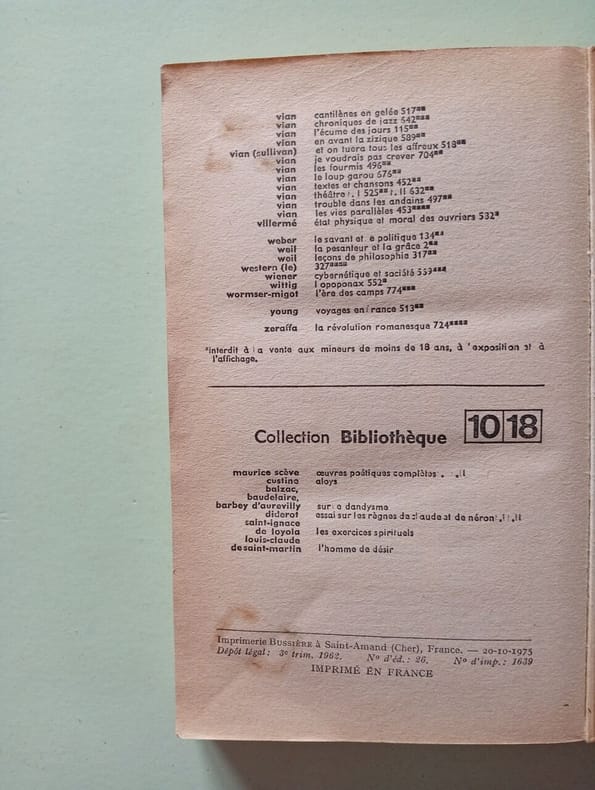 vian cantilènes en gelée 517**
vian chroniques de jazz 642***
vian l'écume des jours 115**
vian en avant la zizique 589**
vian (sullivan) et on tuera tous les affreux 518**
vian je voudrais pas crever 704**
vian les fourmis 496**
vian le loup garou 676**
vian textes et chansons 452**
vian théâtre t. I 525** t. II 632**
vian trouble dans les andains 497**
vian les vies parallèles 453****
villermé état physique et moral des ouvriers 532*
weber le savant et le politique 134**
weil la pesanteur et la grâce 2**
weil leçons de philosophie 317**
western (le) 327****
wiener cybernétique et société 559***
wittig l opoponax 552*
wormser-migot l'ère des camps 774***
young voyages en france 513**
zeraffa la révolution romanesque 724****
*interdit à la vente aux mineurs de moins de 18 ans, à l'exposition et à
l'affichage.
Collection Bibliothèque 10 18
maurice scève œuvres poétiques complètes
custine aloys
balzac,
baudelaire,
barbey d'aurevilly sur le dandysme
diderot essai sur les règnes de claude et de néron
saint-ignace
de loyola les exercices spirituels
louis-claude
de saint-martin l'homme de désir
Imprimerie BUSSIÈRE à Saint-Amand (Cher), France. — 20-10-1975
Dépôt légal : 3e trim. 1962. No d'éd. : 26. No d'imp. : 1639
IMPRIMÉ EN FRANCE